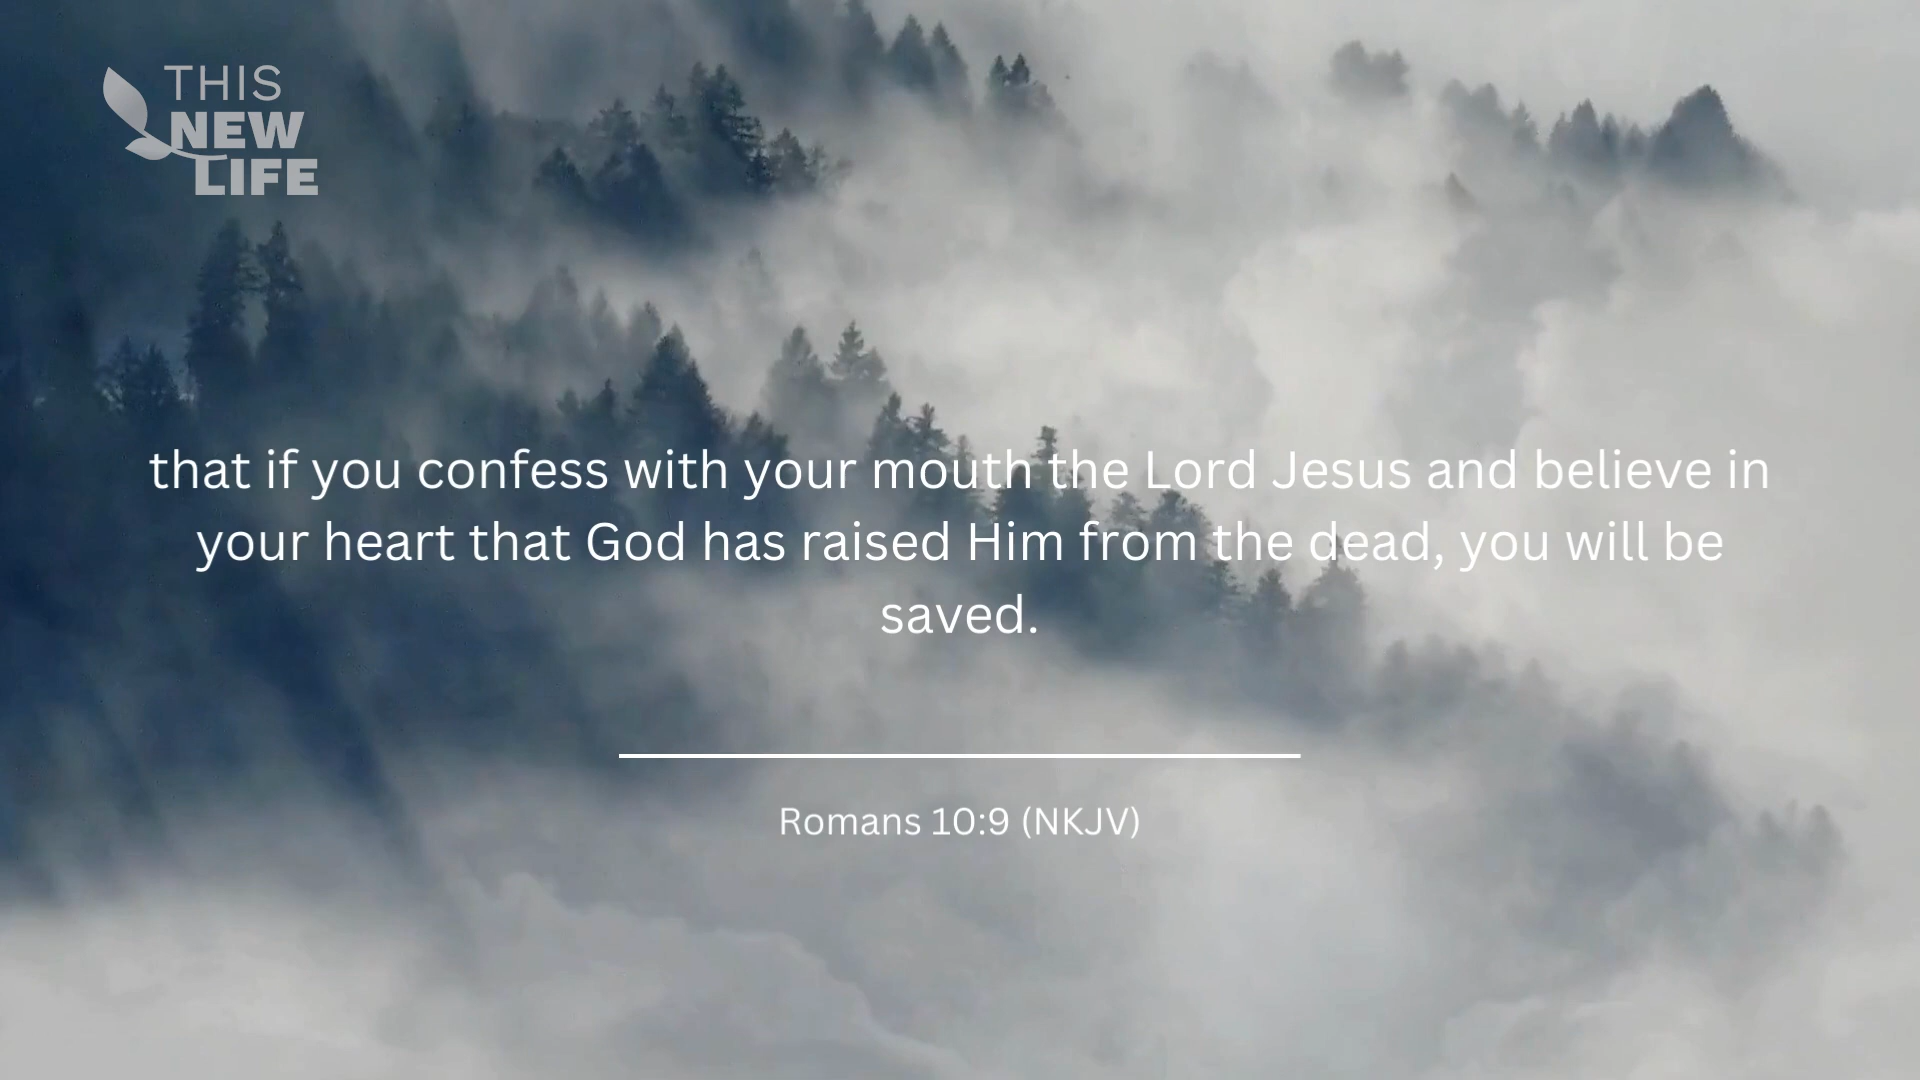 THIS
NEW
LIFE
that if you confess with your mouth the Lord Jesus and believe in
your heart that God has raised Him from the dead, you will be
saved.
Romans 10:9 (NKJV)